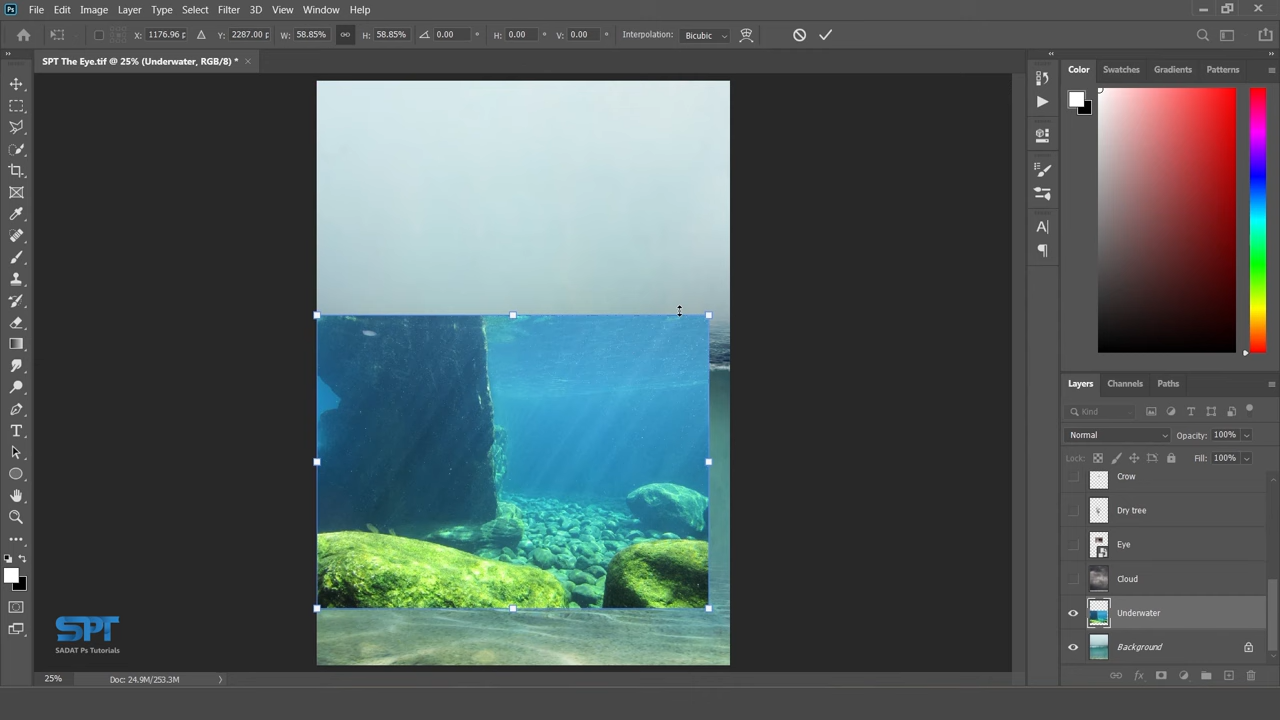 Ps File Edit Image Layer Type Select Filter 3D View Window Help
X: 1176.96 p Y: 2287.00 p W: 58.85% H: 58.85% 0.00 ° H: 0.00 ° V: 0.00 ° Interpolation: Bicubic
SPT The Eye.tif @ 25% (Underwater, RGB/8) * ×
Color Swatches Gradients Patterns
Layers Channels Paths
Kind
Normal Opacity: 100%
Lock: Fill: 100%
Crow
Dry tree
Eye
Cloud
Underwater
Background
SPT
SADAT Ps Tutorials
25% Doc: 24.9M/253.3M